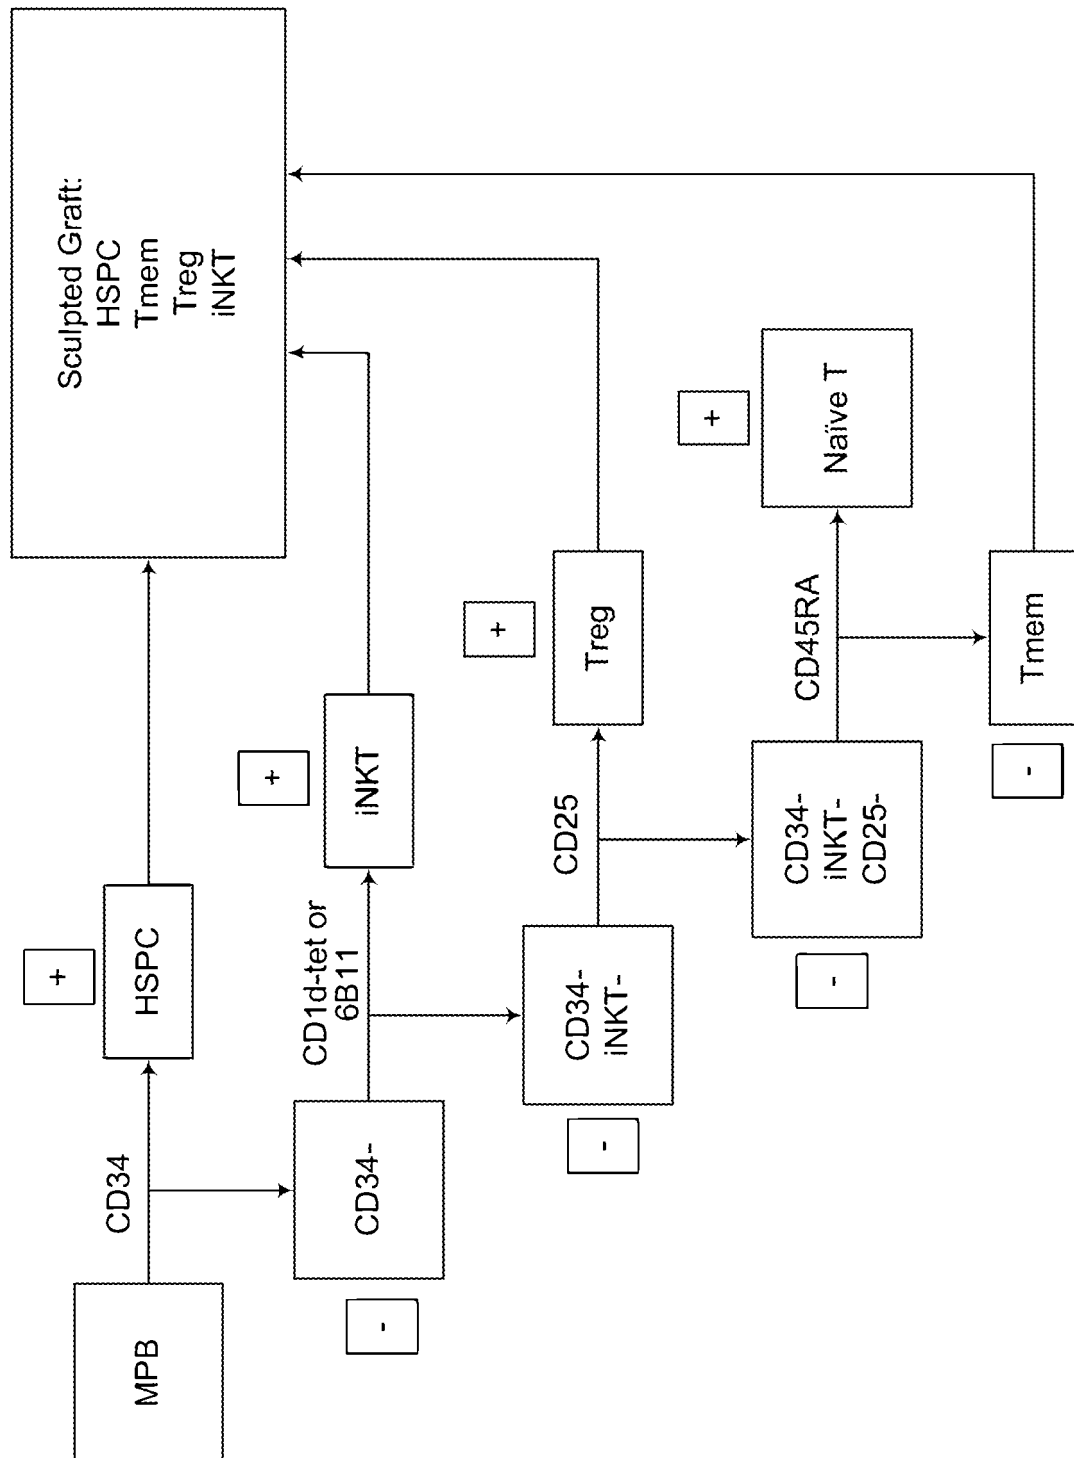 MPB
CD34
+
HSPC
Sculpted Graft:
HSPC
Tmem
Treg
iNKT
-
CD34-
CD1d-tet or
6B11
+
iNKT
-
CD34-
iNKT-
CD25
+
Treg
-
CD34-
iNKT-
CD25-
CD45RA
+
Naïve T
-
Tmem